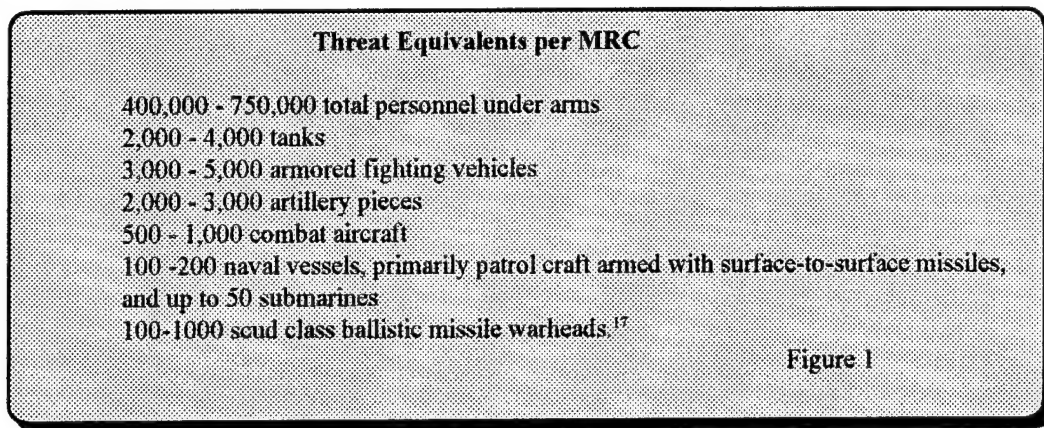 Threat Equivalents per MRC
400,000 - 750,000 total personnel under arms
2,000 - 4,000 tanks
3,000 - 5,000 armored fighting vehicles
2,000 - 3,000 artillery pieces
500 - 1,000 combat aircraft
100 -200 naval vessels, primarily patrol craft armed with surface-to-surface missiles,
and up to 50 submarines
100-1000 scud class ballistic missile warheads.¹⁷
Figure 1